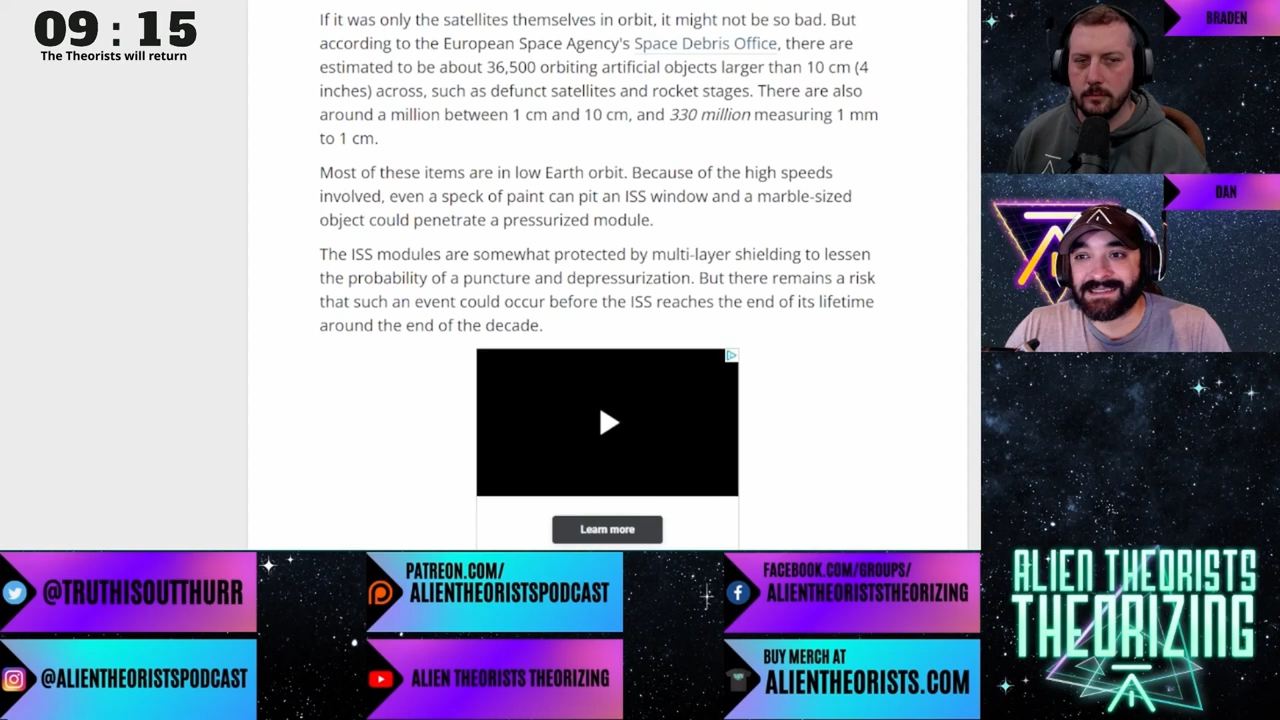 09 : 15
The Theorists will return
If it was only the satellites themselves in orbit, it might not be so bad. But
according to the European Space Agency's Space Debris Office, there are
estimated to be about 36,500 orbiting artificial objects larger than 10 cm (4
inches) across, such as defunct satellites and rocket stages. There are also
around a million between 1 cm and 10 cm, and 330 million measuring 1 mm
to 1 cm.
Most of these items are in low Earth orbit. Because of the high speeds
involved, even a speck of paint can pit an ISS window and a marble-sized
object could penetrate a pressurized module.
The ISS modules are somewhat protected by multi-layer shielding to lessen
the probability of a puncture and depressurization. But there remains a risk
that such an event could occur before the ISS reaches the end of its lifetime
around the end of the decade.
Learn more
BRADEN
DAN
@TRUTHISOUTTHURR
PATREON.COM/
ALIENTHEORISTSPODCAST
FACEBOOK.COM/GROUPS/
ALIENTHEORISTSTHEORIZING
@ALIENTHEORISTSPODCAST
ALIEN THEORISTS THEORIZING
BUY MERCH AT
ALIENTHEORISTS.COM
ALIEN THEORISTS
THEORIZING